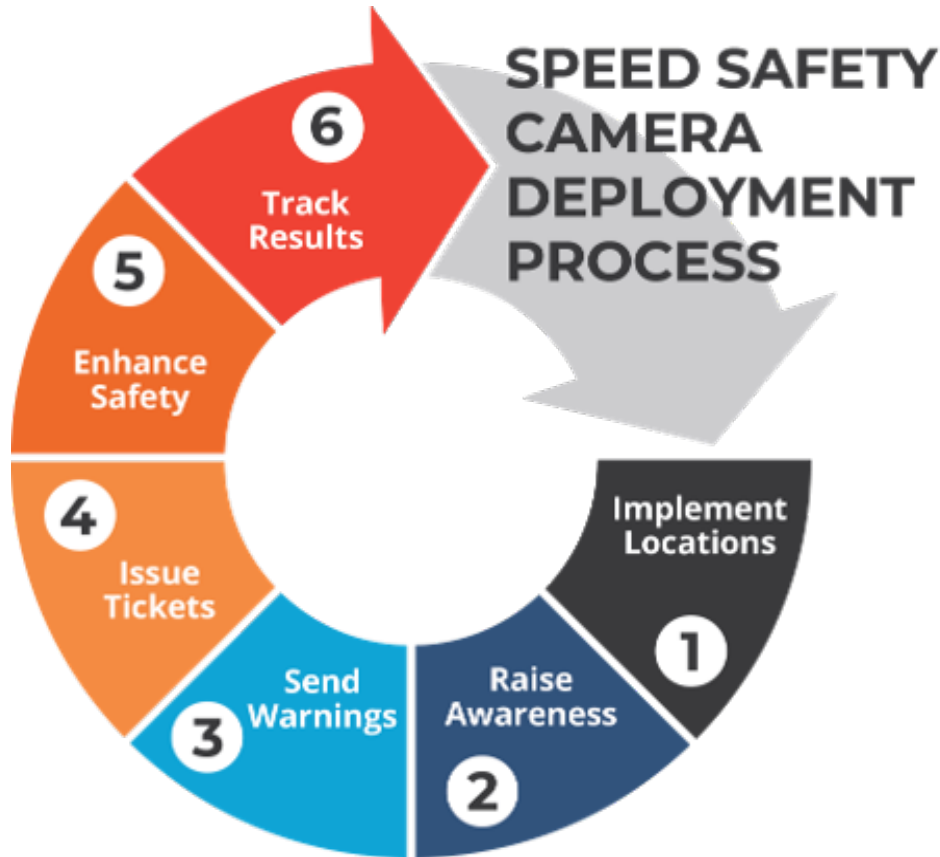 SPEED SAFETY
CAMERA
DEPLOYMENT
PROCESS
Implement
Locations
1
Raise
Awareness
2
Send
Warnings
3
4
Issue
Tickets
5
Enhance
Safety
6
Track
Results